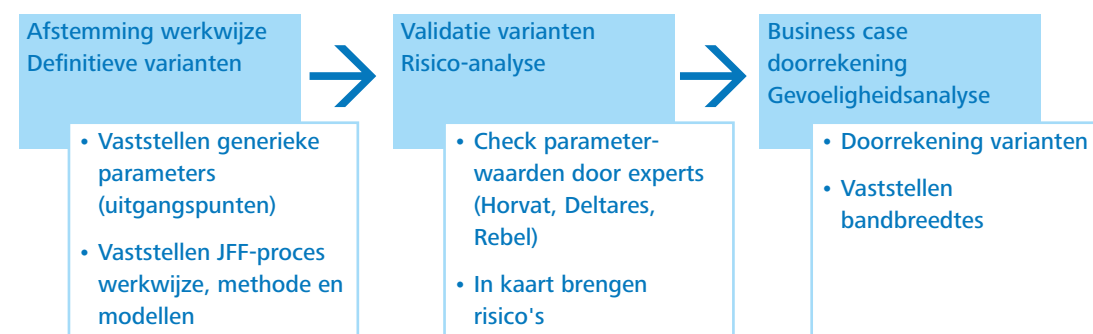 Afstemming werkwijze
Definitieve varianten
• Vaststellen generieke
parameters
(uitgangspunten)
• Vaststellen JFF-proces
werkwijze, methode en
modellen
Validatie varianten
Risico-analyse
• Check parameter-
waarden door experts
(Horvat, Deltares,
Rebel)
• In kaart brengen
risico's
Business case
doorrekening
Gevoeligheidsanalyse
• Doorrekening varianten
• Vaststellen
bandbreedtes